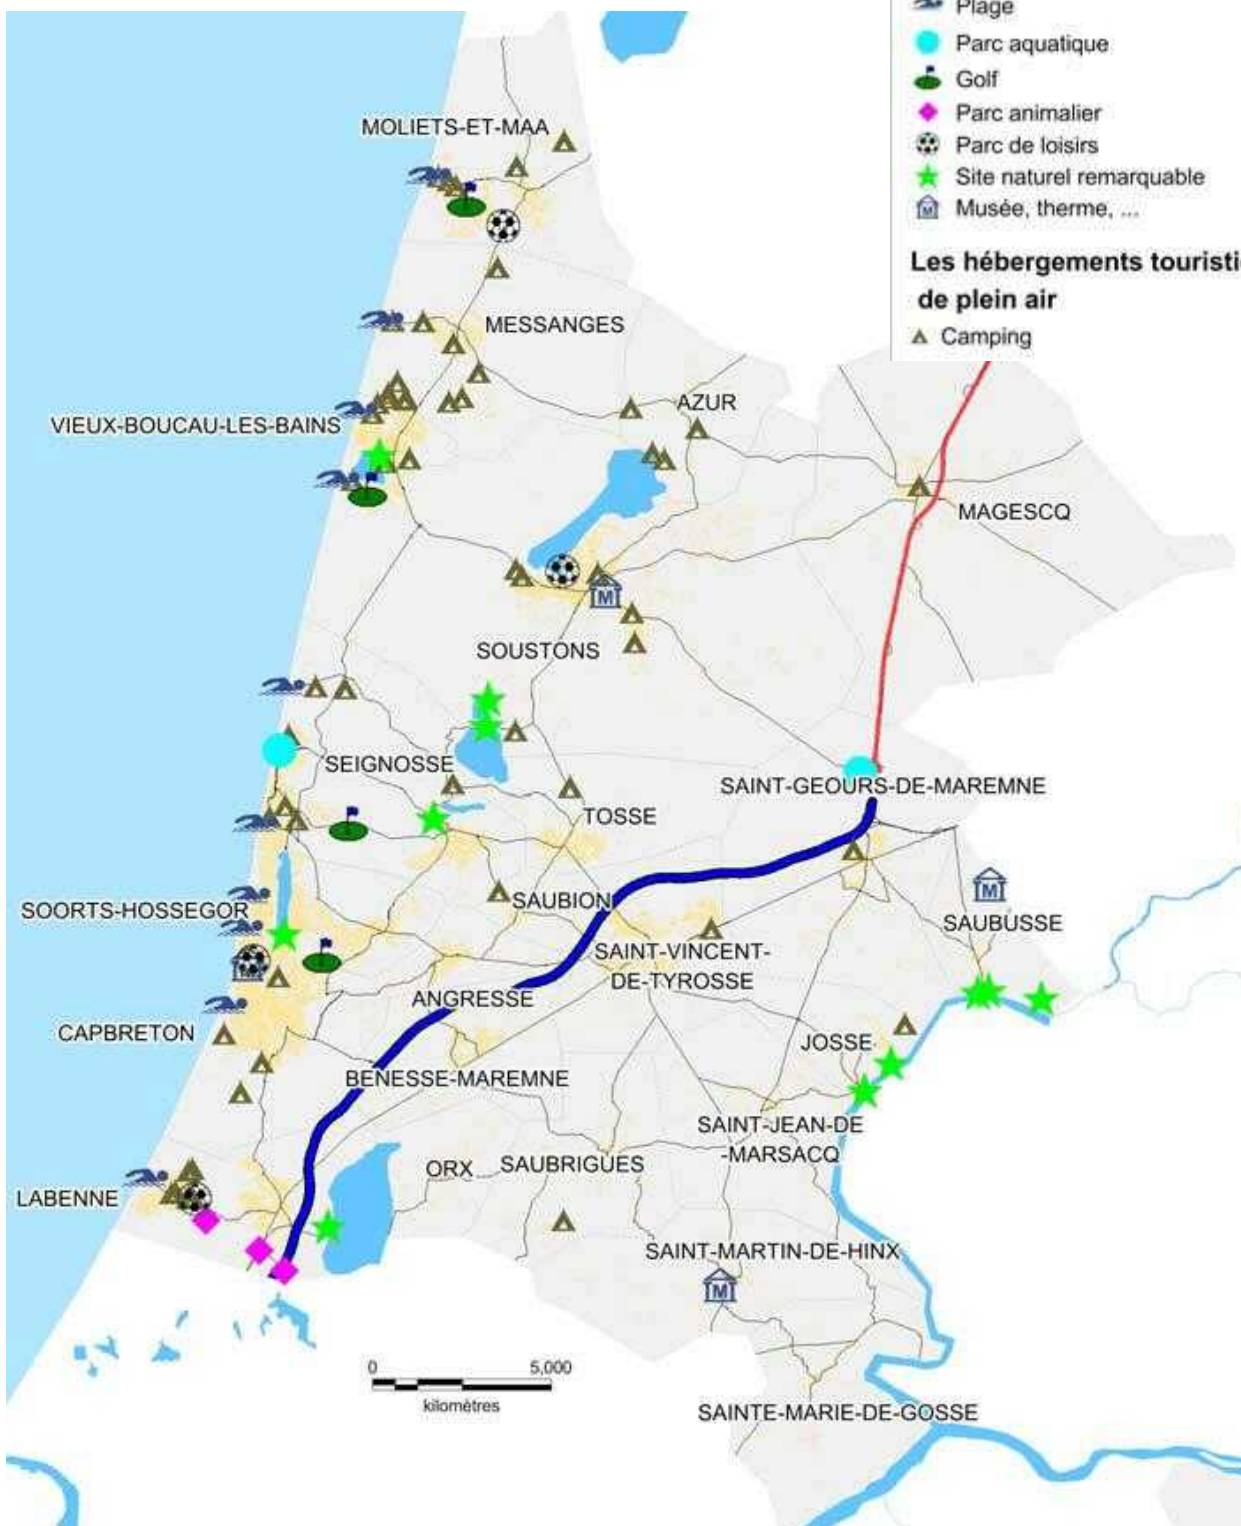 Plage
Parc aquatique
Golf
Parc animalier
Parc de loisirs
Site naturel remarquable
M Musée, therme, ...
Les hébergements touristi
de plein air
Camping
MOLIETS-ET-MAA
MESSANGES
AZUR
VIEUX-BOUCAU-LES-BAINS
MAGESCQ
M
SOUSTONS
SEIGNOSSE
SAINT-GEOURS-DE-MAREMNE
TOSSE
M
SAUBION
SOORTS-HOSSEGOR
SAUBUSSE
SAINT-VINCENT-
DE-TYROSSE
M
ANGRESSE
CAPBRETON
JOSSE
BENESSE-MAREMNE
SAINT-JEAN-DE
-MARSACQ
ORX
SAUBRIGUES
LABENNE
SAINT-MARTIN-DE-HINX
M
0 5,000
kilomètres
SAINTE-MARIE-DE-GOSSE